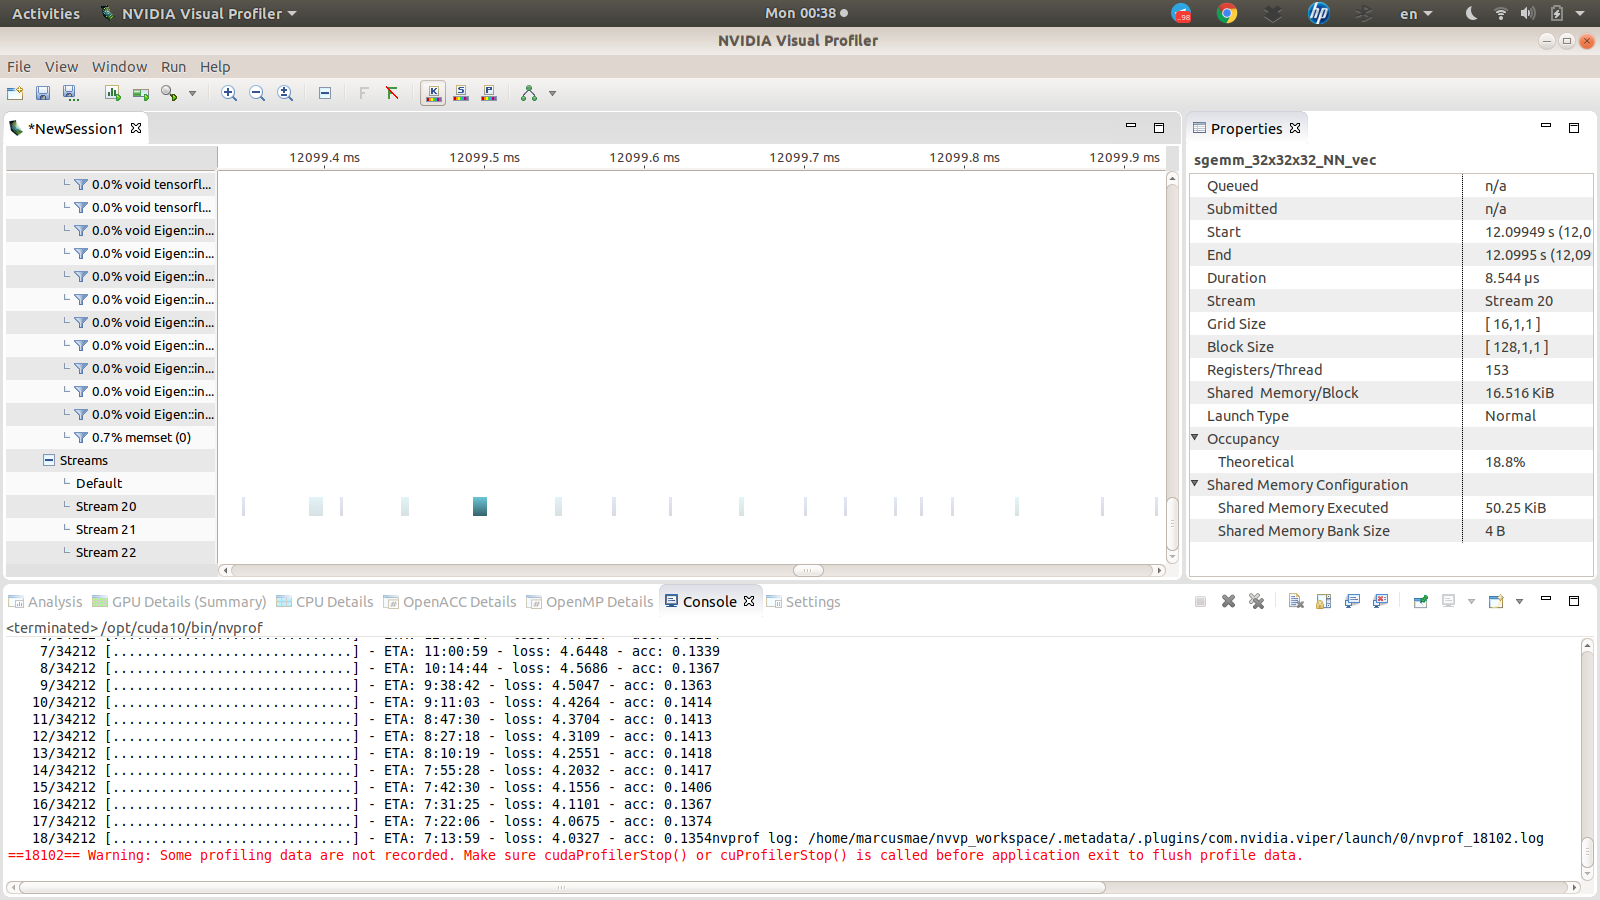 Activities NVIDIA Visual Profiler Mon 00:38 98 hp en
NVIDIA Visual Profiler
File View Window Run Help
K S P
*NewSession1
12099.4 ms 12099.5 ms 12099.6 ms 12099.7 ms 12099.8 ms 12099.9 ms
0.0% void tensorfl...
0.0% void tensorfl...
0.0% void Eigen::in...
0.0% void Eigen::in...
0.0% void Eigen::in...
0.0% void Eigen::in...
0.0% void Eigen::in...
0.0% void Eigen::in...
0.0% void Eigen::in...
0.0% void Eigen::in...
0.0% void Eigen::in...
0.7% memset (0)
Streams
Default
Stream 20
Stream 21
Stream 22
Properties
sgemm_32x32x32_NN_vec
Queued n/a
Submitted n/a
Start 12.09949 s (12,0
End 12.0995 s (12,09
Duration 8.544 µs
Stream Stream 20
Grid Size [ 16,1,1 ]
Block Size [ 128,1,1 ]
Registers/Thread 153
Shared Memory/Block 16.516 KiB
Launch Type Normal
Occupancy
Theoretical 18.8%
Shared Memory Configuration
Shared Memory Executed 50.25 KiB
Shared Memory Bank Size 4 B
Analysis GPU Details (Summary) CPU Details OpenACC Details OpenMP Details Console Settings
<terminated> /opt/cuda10/bin/nvprof
7/34212 [..............................] - ETA: 11:00:59 - loss: 4.6448 - acc: 0.1339
8/34212 [..............................] - ETA: 10:14:44 - loss: 4.5686 - acc: 0.1367
9/34212 [..............................] - ETA: 9:38:42 - loss: 4.5047 - acc: 0.1363
10/34212 [..............................] - ETA: 9:11:03 - loss: 4.4264 - acc: 0.1414
11/34212 [..............................] - ETA: 8:47:30 - loss: 4.3704 - acc: 0.1413
12/34212 [..............................] - ETA: 8:27:18 - loss: 4.3109 - acc: 0.1413
13/34212 [..............................] - ETA: 8:10:19 - loss: 4.2551 - acc: 0.1418
14/34212 [..............................] - ETA: 7:55:28 - loss: 4.2032 - acc: 0.1417
15/34212 [..............................] - ETA: 7:42:30 - loss: 4.1556 - acc: 0.1406
16/34212 [..............................] - ETA: 7:31:25 - loss: 4.1101 - acc: 0.1367
17/34212 [..............................] - ETA: 7:22:06 - loss: 4.0675 - acc: 0.1374
18/34212 [..............................] - ETA: 7:13:59 - loss: 4.0327 - acc: 0.1354nvprof log: /home/marcusmae/nvvp_workspace/.metadata/.plugins/com.nvidia.viper/launch/0/nvprof_18102.log
==18102== Warning: Some profiling data are not recorded. Make sure cudaProfilerStop() or cuProfilerStop() is called before application exit to flush profile data.